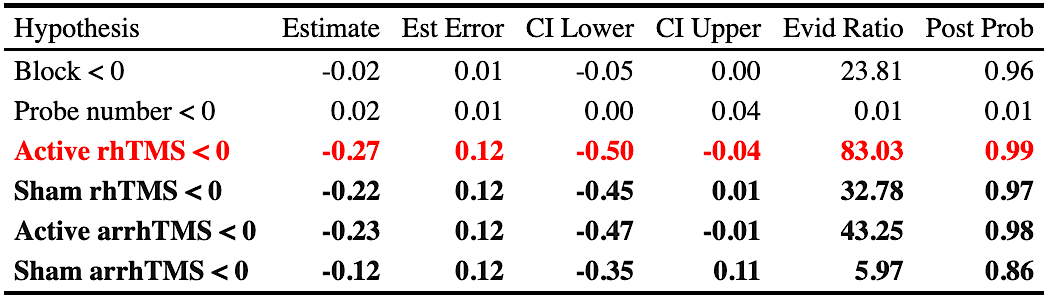 Hypothesis Estimate Est Error CI Lower CI Upper Evid Ratio Post Prob
Block < 0 -0.02 0.01 -0.05 0.00 23.81 0.96
Probe number < 0 0.02 0.01 0.00 0.04 0.01 0.01
Active rhTMS < 0 -0.27 0.12 -0.50 -0.04 83.03 0.99
Sham rhTMS < 0 -0.22 0.12 -0.45 0.01 32.78 0.97
Active arrhTMS < 0 -0.23 0.12 -0.47 -0.01 43.25 0.98
Sham arrhTMS < 0 -0.12 0.12 -0.35 0.11 5.97 0.86